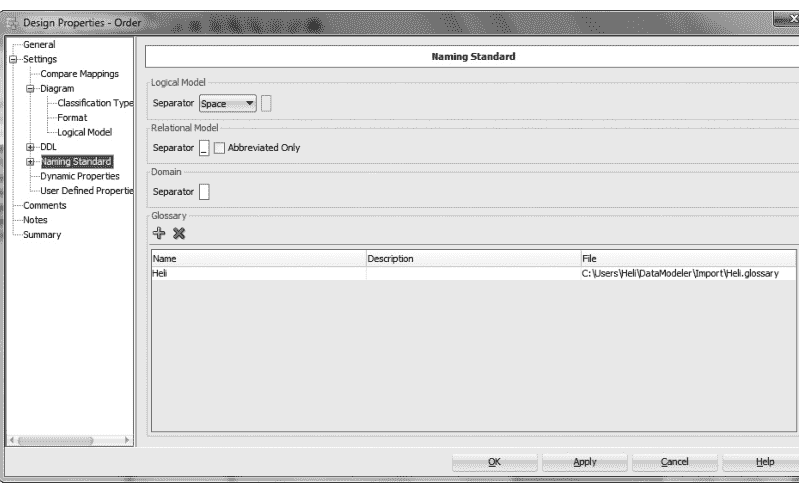 Design Properties - Order
General
Settings
Compare Mappings
Diagram
Classification Type
Format
Logical Model
DDL
Naming Standard
Dynamic Properties
User Defined Propertie
Comments
Notes
Summary
Naming Standard
Logical Model
Separator Space
Relational Model
Separator _ Abbreviated Only
Domain
Separator
Glossary
Name Description File
Heli C:\Users\Heli\DataModeler\Import\Heli.glossary
OK Apply Cancel Help